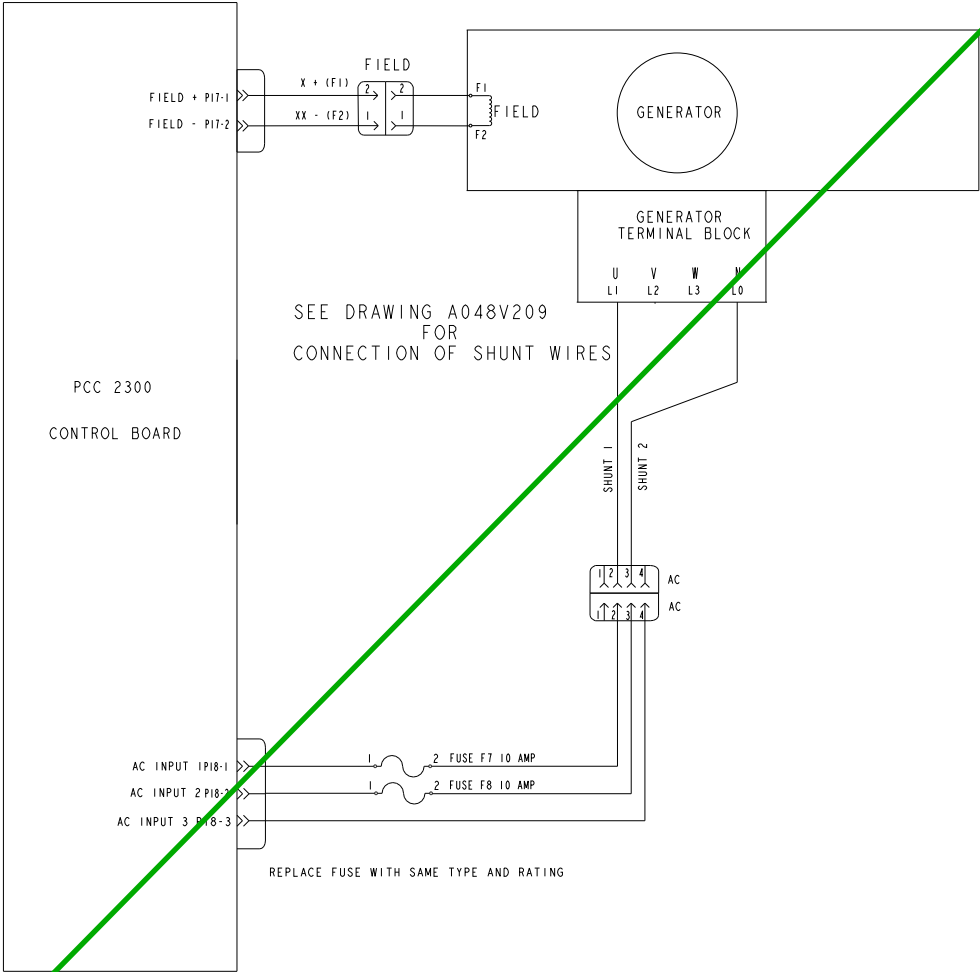 FIELD
X + (F1)
FIELD + P17-1
2 2
F1
XX - (F2)
FIELD
GENERATOR
FIELD - P17-2
1 1
F2
GENERATOR
TERMINAL BLOCK
U V W N
L1 L2 L3 L0
SEE DRAWING A048V209
FOR
CONNECTION OF SHUNT WIRES
PCC 2300
CONTROL BOARD
SHUNT 1
SHUNT 2
1 2 3 4 AC
1 2 3 4 AC
AC INPUT 1P18-1
1 2 FUSE F7 10 AMP
AC INPUT 2 P18-2
1 2 FUSE F8 10 AMP
AC INPUT 3 P18-3
REPLACE FUSE WITH SAME TYPE AND RATING